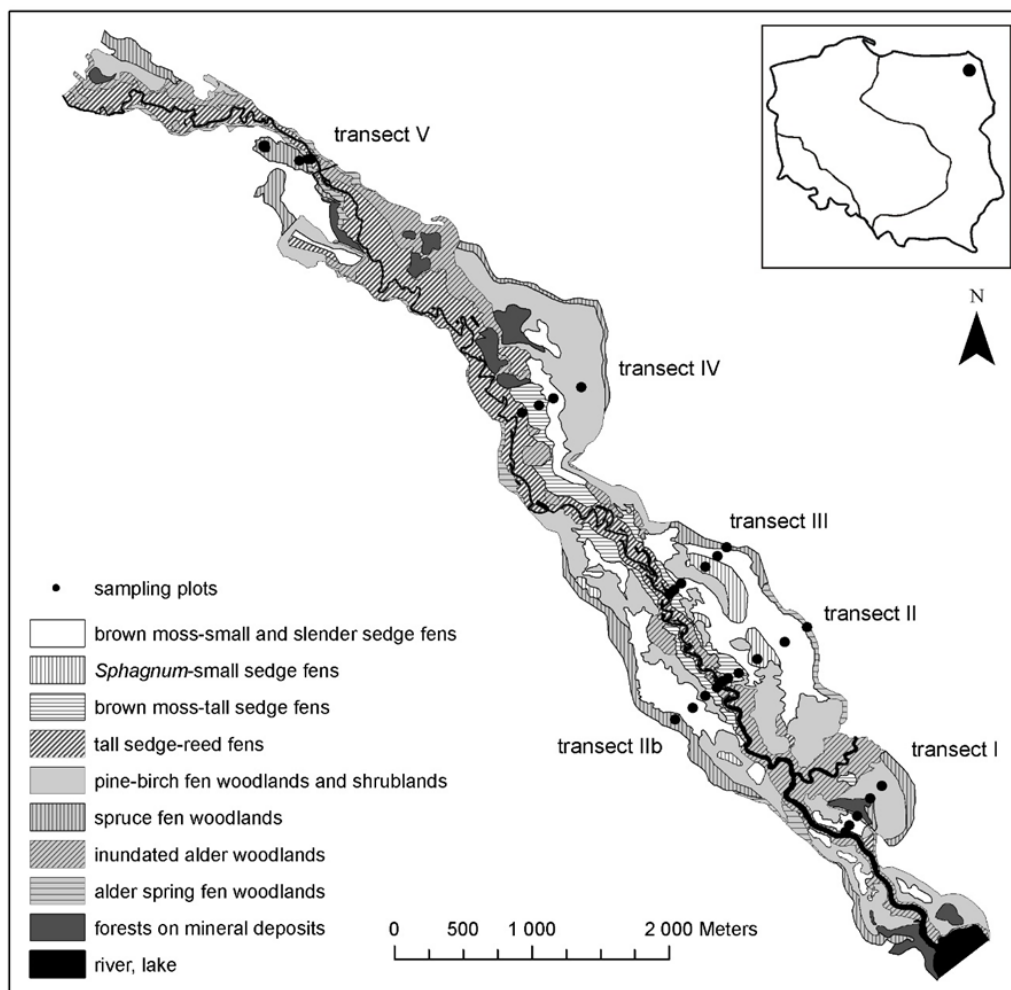 transect V
N
transect IV
transect III
transect II
transect IIb
transect I
sampling plots
brown moss-small and slender sedge fens
Sphagnum-small sedge fens
brown moss-tall sedge fens
tall sedge-reed fens
pine-birch fen woodlands and shrublands
spruce fen woodlands
inundated alder woodlands
alder spring fen woodlands
forests on mineral deposits
river, lake
0 500 1 000 2 000 Meters